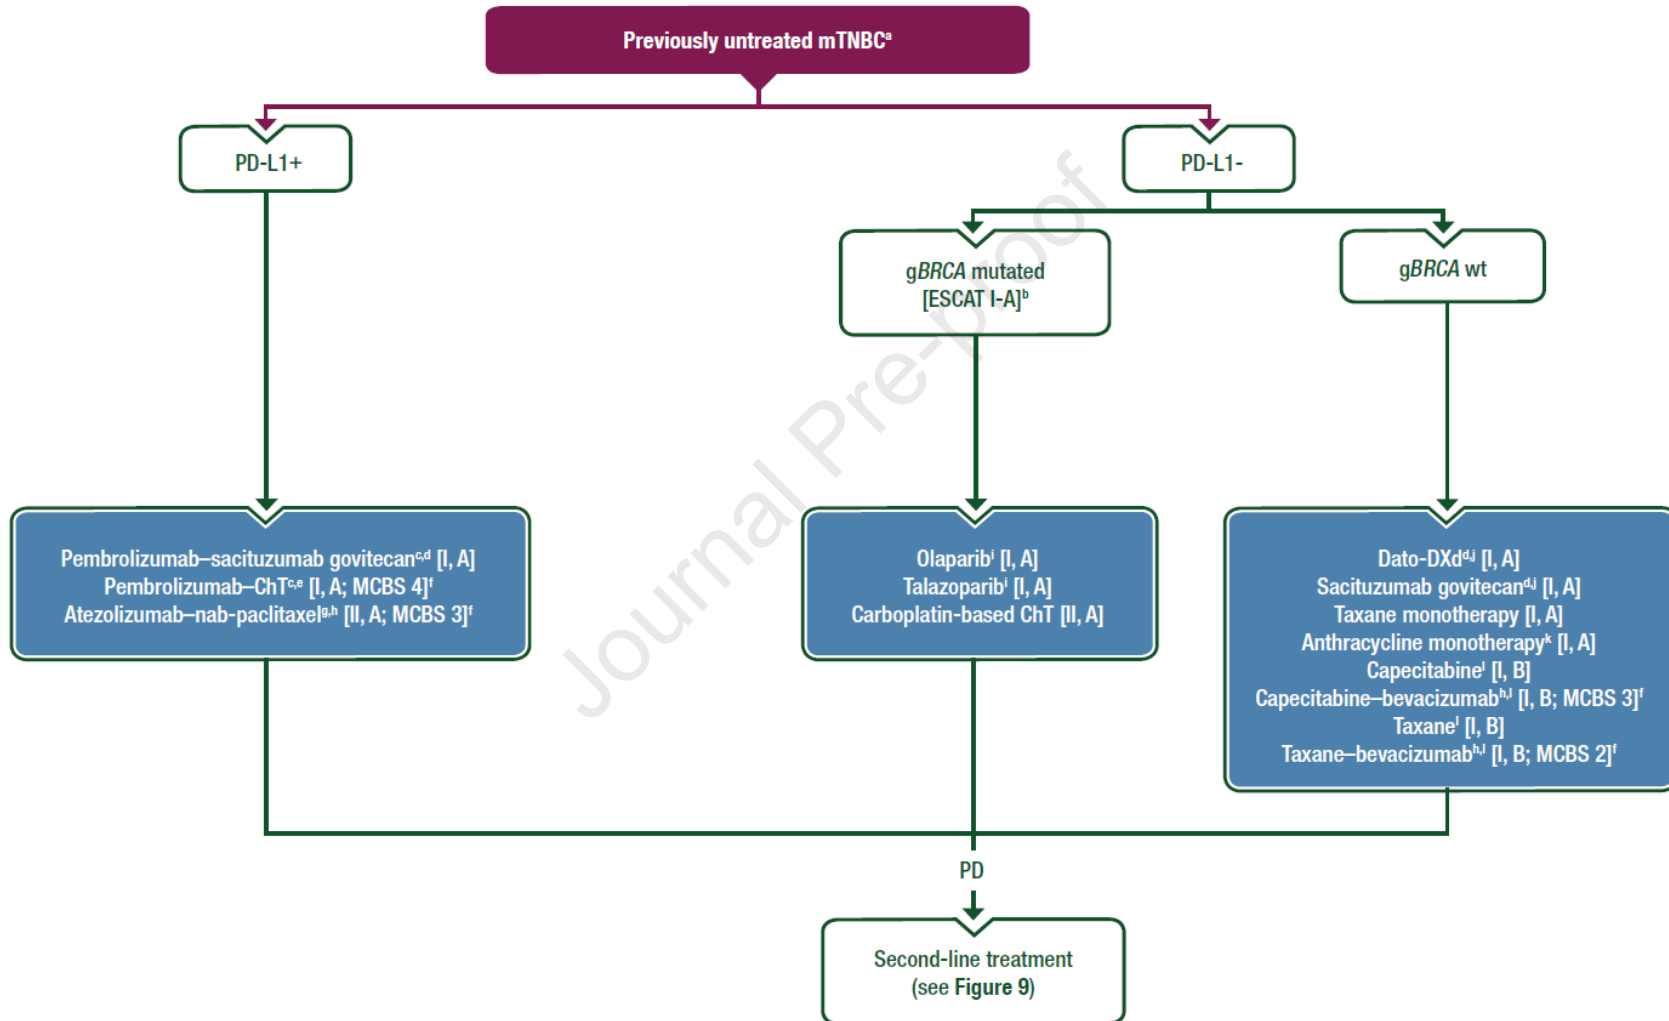 Previously untreated mTNBCᵃ
PD-L1+
PD-L1-
gBRCA mutated
[ESCAT I-A]ᵇ
gBRCA wt
Pembrolizumab–sacituzumab govitecanᶜ,ᵈ [I, A]
Pembrolizumab–ChTᶜ,ᵉ [I, A; MCBS 4]ᶠ
Atezolizumab–nab-paclitaxelᵍ,ʰ [II, A; MCBS 3]ᶠ
Olaparibⁱ [I, A]
Talazoparibⁱ [I, A]
Carboplatin-based ChT [II, A]
Dato-DXdᵈ,ʲ [I, A]
Sacituzumab govitecanᵈ,ʲ [I, A]
Taxane monotherapy [I, A]
Anthracycline monotherapyᵏ [I, A]
Capecitabineˡ [I, B]
Capecitabine–bevacizumabʰ,ˡ [I, B; MCBS 3]ᶠ
Taxaneˡ [I, B]
Taxane–bevacizumabʰ,ˡ [I, B; MCBS 2]ᶠ
PD
Second-line treatment
(see Figure 9)
Journal Pre-proof